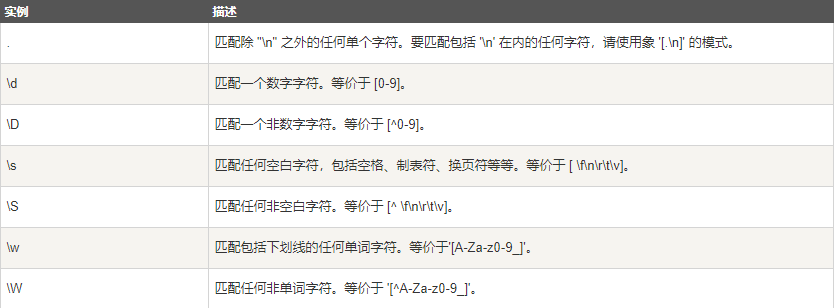 实例 描述
. 匹配除 "\n" 之外的任何单个字符。要匹配包括 '\n' 在内的任何字符，请使用象 '[.\n]' 的模式。
\d 匹配一个数字字符。等价于 [0-9]。
\D 匹配一个非数字字符。等价于 [^0-9]。
\s 匹配任何空白字符，包括空格、制表符、换页符等等。等价于 [ \f\n\r\t\v]。
\S 匹配任何非空白字符。等价于 [^ \f\n\r\t\v]。
\w 匹配包括下划线的任何单词字符。等价于'[A-Za-z0-9_]'。
\W 匹配任何非单词字符。等价于 '[^A-Za-z0-9_]'。